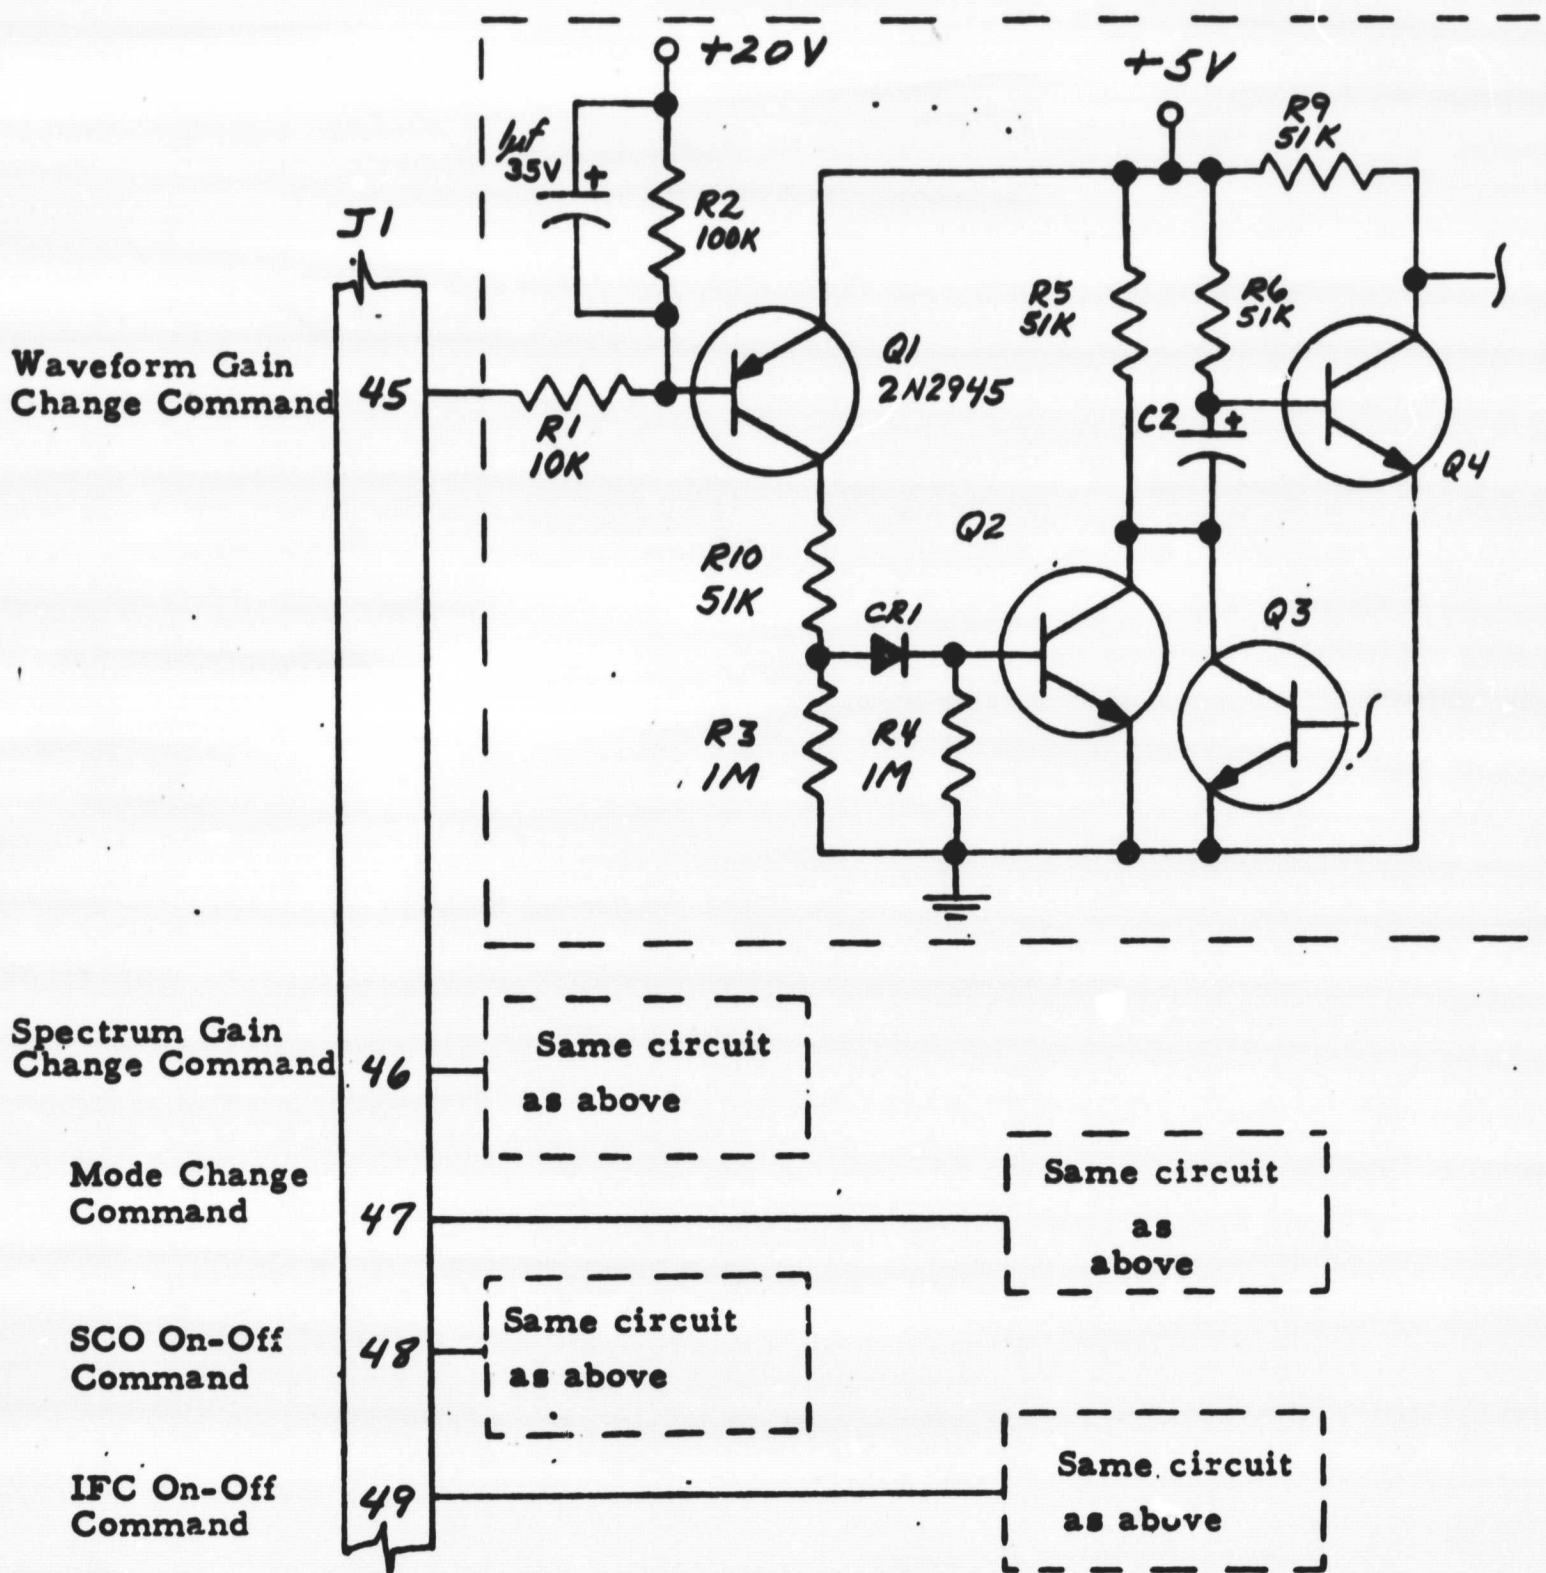 +20V
+5V
R9
51K
1µf
35V
+
R2
100K
J1
R5
51K
R6
51K
Waveform Gain
Change Command
45
Q1
2N2945
R1
10K
C2
+
Q4
Q2
R10
51K
CR1
Q3
R3
1M
R4
1M
Spectrum Gain
Change Command
46
Same circuit
as above
Mode Change
Command
47
Same circuit
as
above
SCO On-Off
Command
48
Same circuit
as above
IFC On-Off
Command
49
Same circuit
as above